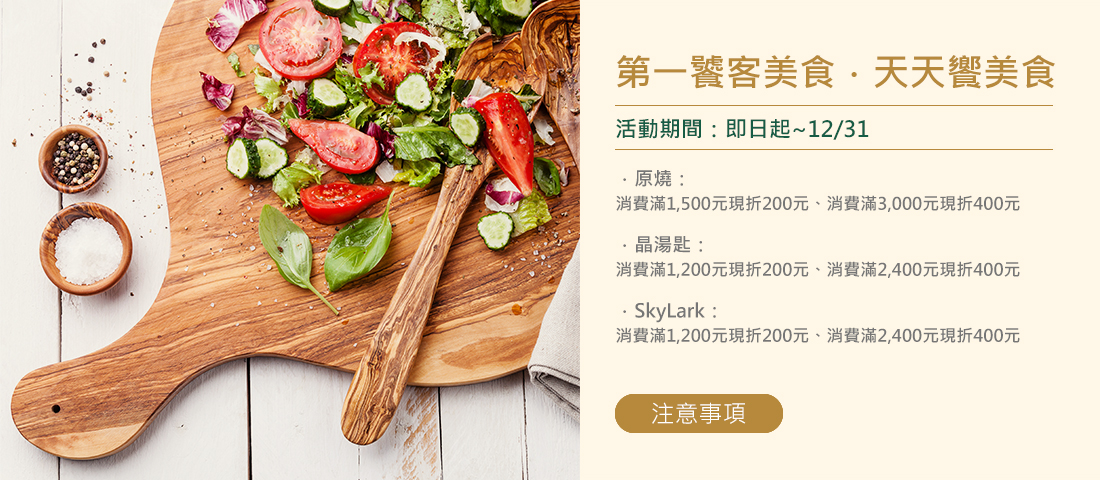 第一饕客美食．天天饗美食
活動期間：即日起~12/31
．原燒：
消費滿1,500元現折200元、消費滿3,000元現折400元
．晶湯匙：
消費滿1,200元現折200元、消費滿2,400元現折400元
．SkyLark：
消費滿1,200元現折200元、消費滿2,400元現折400元
注意事項